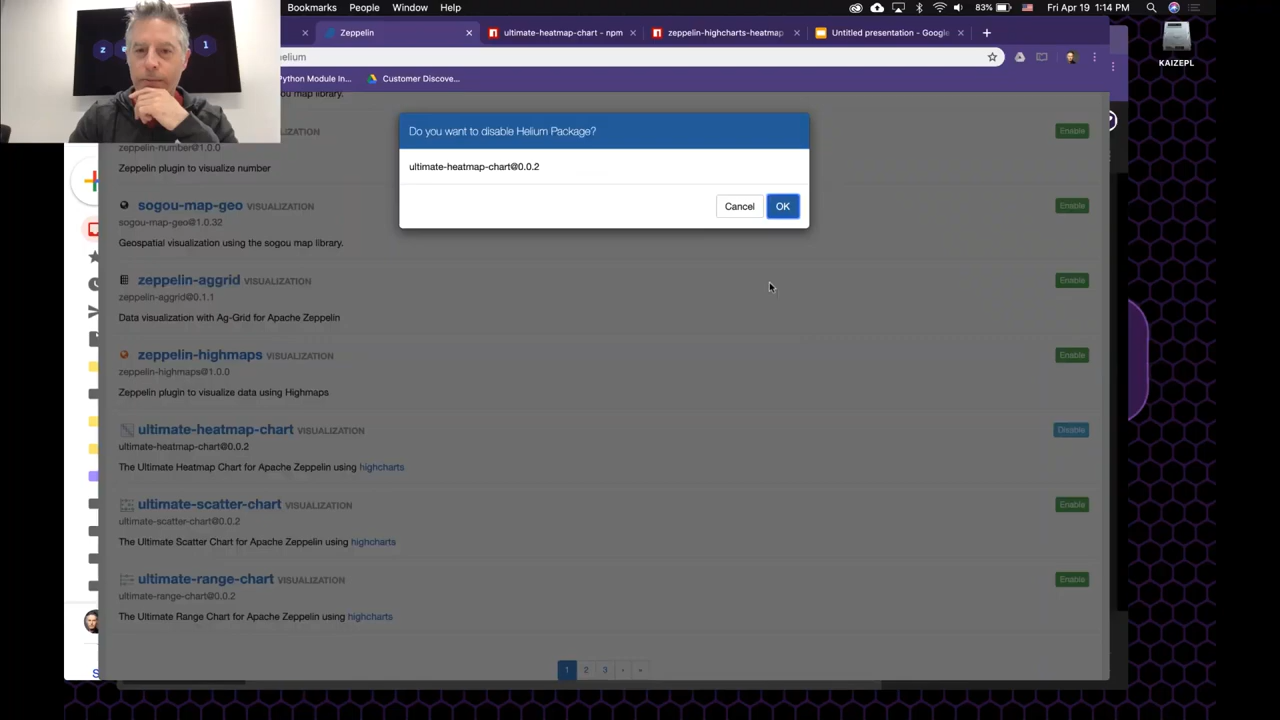 Bookmarks People Window Help
83% Fri Apr 19 1:14 PM
Zeppelin
ultimate-heatmap-chart - npm
zeppelin-highcharts-heatmap
Untitled presentation - Google
helium
Python Module In...
Customer Discove...
KAIZEPL
Do you want to disable Helium Package?
ultimate-heatmap-chart@0.0.2
Cancel
OK
ou map library.
IZATION
Enable
zeppelin-number@1.0.0
Zeppelin plugin to visualize number
sogou-map-geo VISUALIZATION
Enable
sogou-map-geo@1.0.32
Geospatial visualization using the sogou map library.
zeppelin-aggrid VISUALIZATION
Enable
zeppelin-aggrid@0.1.1
Data visualization with Ag-Grid for Apache Zeppelin
zeppelin-highmaps VISUALIZATION
Enable
zeppelin-highmaps@1.0.0
Zeppelin plugin to visualize data using Highmaps
ultimate-heatmap-chart VISUALIZATION
Disable
ultimate-heatmap-chart@0.0.2
The Ultimate Heatmap Chart for Apache Zeppelin using highcharts
ultimate-scatter-chart VISUALIZATION
Enable
ultimate-scatter-chart@0.0.2
The Ultimate Scatter Chart for Apache Zeppelin using highcharts
ultimate-range-chart VISUALIZATION
Enable
ultimate-range-chart@0.0.2
The Ultimate Range Chart for Apache Zeppelin using highcharts
1 2 3 › »